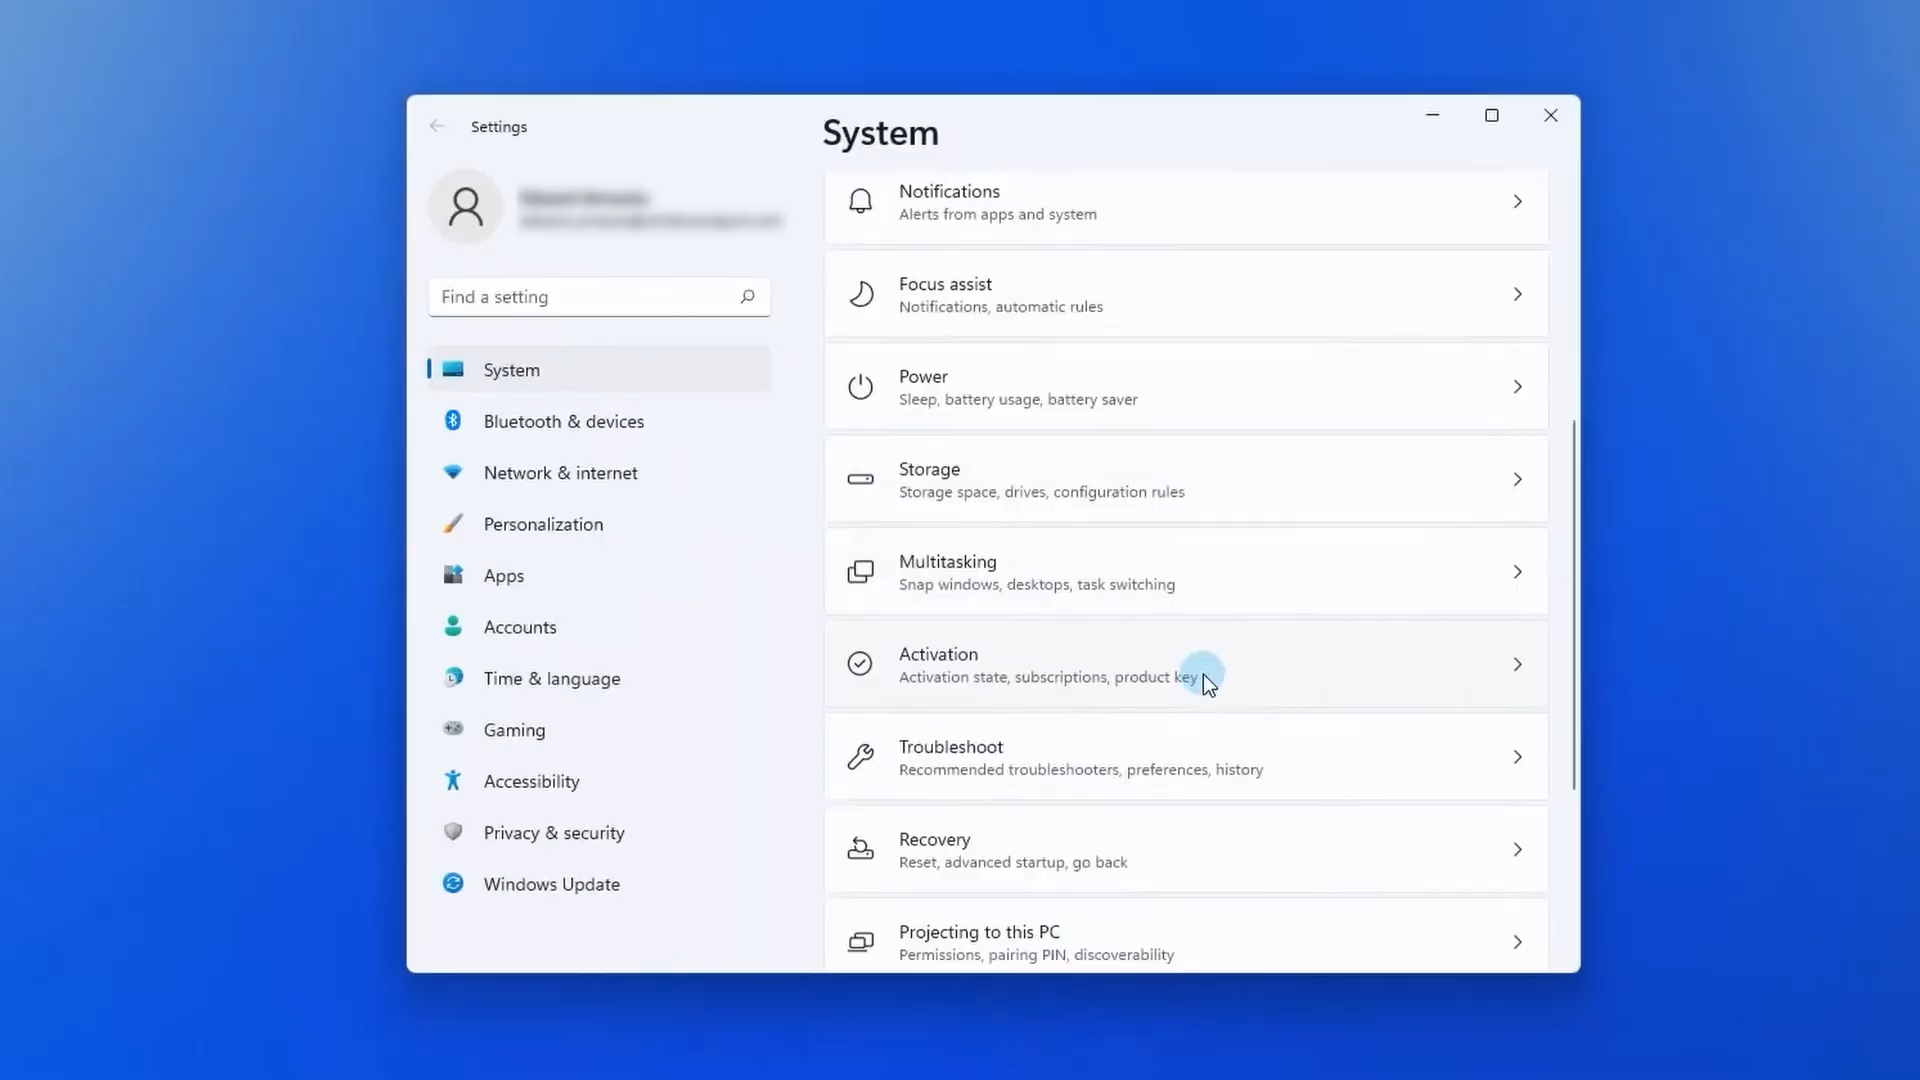 Settings
System
Find a setting
System
Bluetooth & devices
Network & internet
Personalization
Apps
Accounts
Time & language
Gaming
Accessibility
Privacy & security
Windows Update
Notifications
Alerts from apps and system
Focus assist
Notifications, automatic rules
Power
Sleep, battery usage, battery saver
Storage
Storage space, drives, configuration rules
Multitasking
Snap windows, desktops, task switching
Activation
Activation state, subscriptions, product key
Troubleshoot
Recommended troubleshooters, preferences, history
Recovery
Reset, advanced startup, go back
Projecting to this PC
Permissions, pairing PIN, discoverability